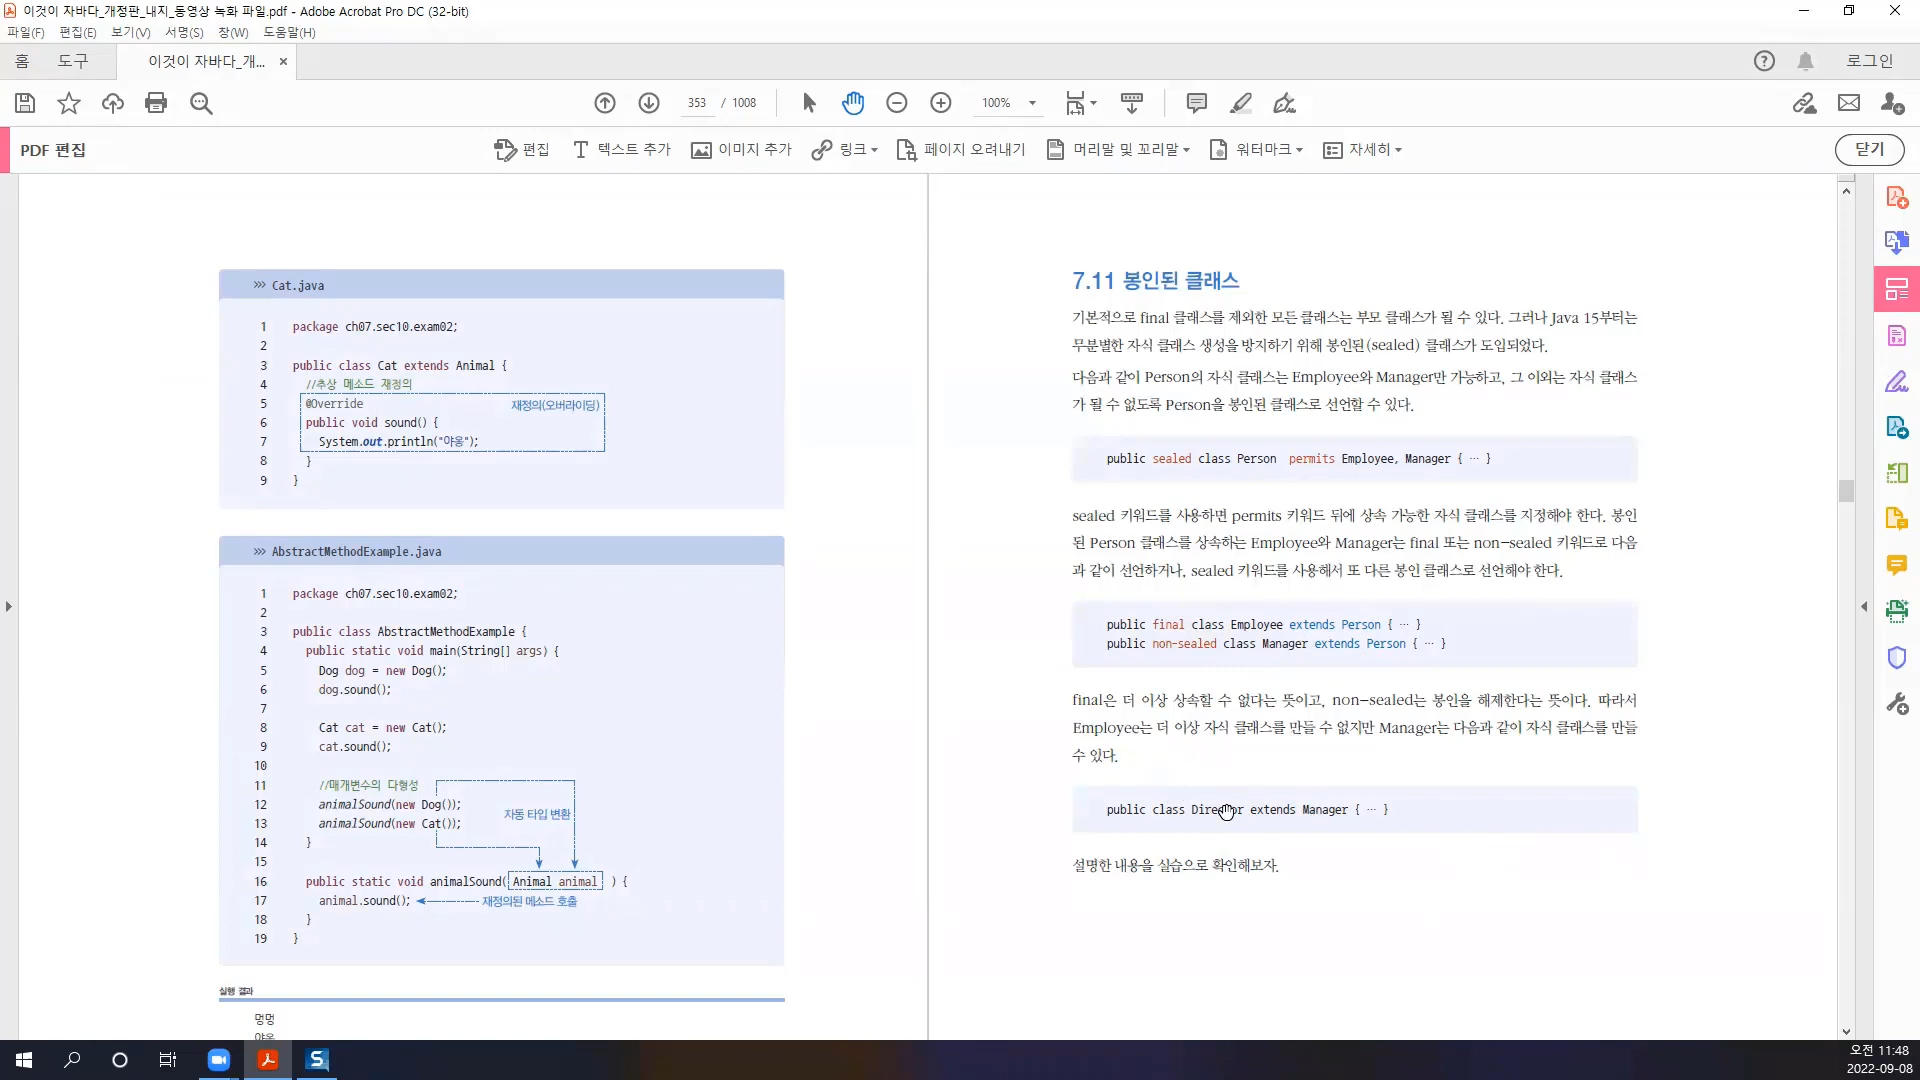 이것이 자바다_개정판_내지_동영상 녹화 파일.pdf - Adobe Acrobat Pro DC (32-bit)
파일(F) 편집(E) 보기(V) 서명(S) 창(W) 도움말(H)
홈 도구 이것이 자바다_개... × 로그인
353 / 1008 100%
PDF 편집 편집 텍스트 추가 이미지 추가 링크 페이지 오려내기 머리말 및 꼬리말 워터마크 자세히 닫기
>>> Cat.java
1 package ch07.sec10.exam02;
2
3 public class Cat extends Animal {
4 //추상 메소드 재정의
5 @Override 재정의(오버라이딩)
6 public void sound() {
7 System.out.println("야옹");
8 }
9 }
>>> AbstractMethodExample.java
1 package ch07.sec10.exam02;
2
3 public class AbstractMethodExample {
4 public static void main(String[] args) {
5 Dog dog = new Dog();
6 dog.sound();
7
8 Cat cat = new Cat();
9 cat.sound();
10
11 //매개변수의 다형성
12 animalSound(new Dog());
자동 타입 변환
13 animalSound(new Cat());
14 }
15
16 public static void animalSound( Animal animal ) {
17 animal.sound(); 재정의된 메소드 호출
18 }
19 }
실행 결과
멍멍
야옹
7.11 봉인된 클래스
기본적으로 final 클래스를 제외한 모든 클래스는 부모 클래스가 될 수 있다. 그러나 Java 15부터는
무분별한 자식 클래스 생성을 방지하기 위해 봉인된(sealed) 클래스가 도입되었다.
다음과 같이 Person의 자식 클래스는 Employee와 Manager만 가능하고, 그 이외는 자식 클래스
가 될 수 없도록 Person을 봉인된 클래스로 선언할 수 있다.
public sealed class Person permits Employee, Manager { … }
sealed 키워드를 사용하면 permits 키워드 뒤에 상속 가능한 자식 클래스를 지정해야 한다. 봉인
된 Person 클래스를 상속하는 Employee와 Manager는 final 또는 non-sealed 키워드로 다음
과 같이 선언하거나, sealed 키워드를 사용해서 또 다른 봉인 클래스로 선언해야 한다.
public final class Employee extends Person { … }
public non-sealed class Manager extends Person { … }
final은 더 이상 상속할 수 없다는 뜻이고, non-sealed는 봉인을 해제한다는 뜻이다. 따라서
Employee는 더 이상 자식 클래스를 만들 수 없지만 Manager는 다음과 같이 자식 클래스를 만들
수 있다.
public class Director extends Manager { … }
설명한 내용을 실습으로 확인해보자.
오전 11:48
2022-09-08